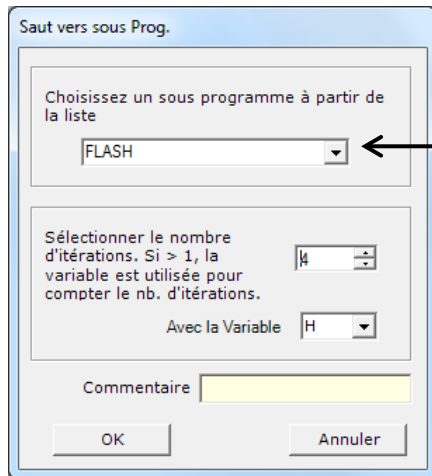 Saut vers sous Prog.
Choisissez un sous programme à partir de
la liste
FLASH
Sélectionner le nombre
d'itérations. Si > 1, la
variable est utilisée pour
compter le nb. d'itérations.
4
Avec la Variable H
Commentaire
OK Annuler